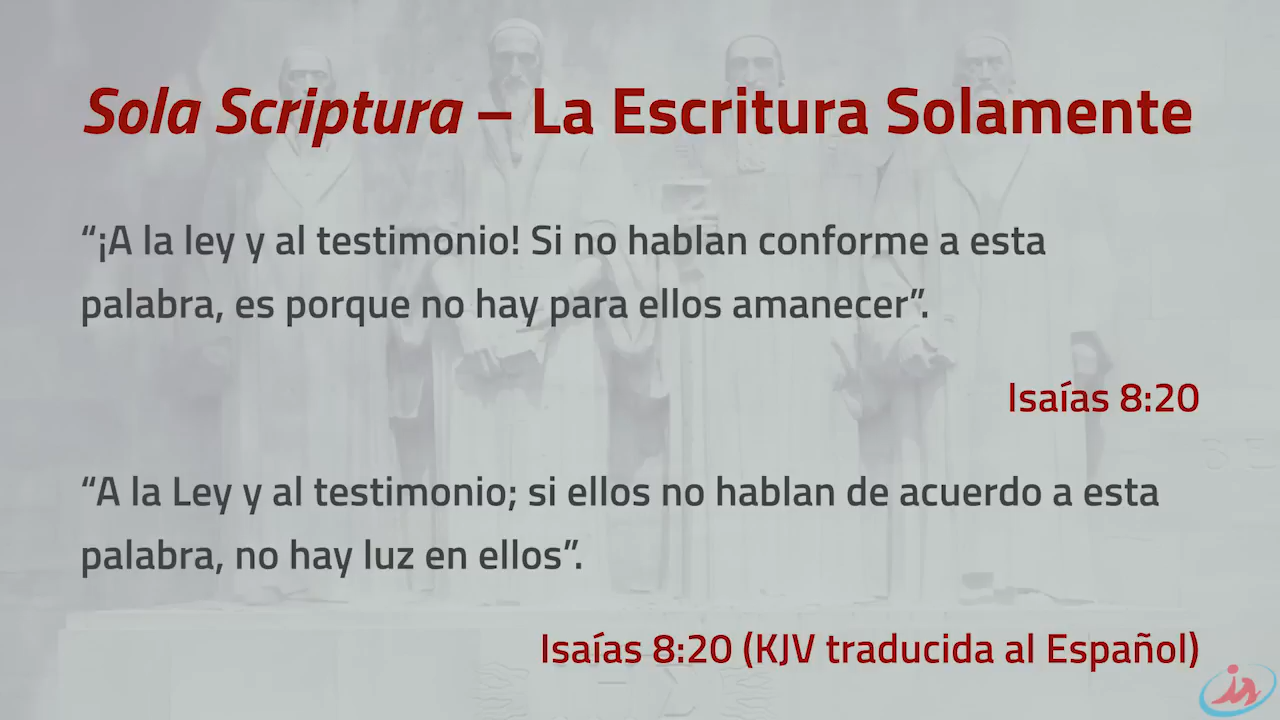 Sola Scriptura – La Escritura Solamente
“¡A la ley y al testimonio! Si no hablan conforme a esta
palabra, es porque no hay para ellos amanecer”.
Isaías 8:20
“A la Ley y al testimonio; si ellos no hablan de acuerdo a esta
palabra, no hay luz en ellos”.
Isaías 8:20 (KJV traducida al Español)